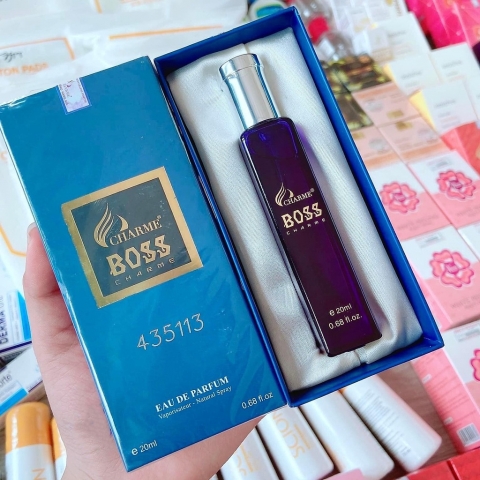 CHARME®
BOSS
CHARME
435113
EAU DE PARFUM
Vaporisateur - Natural Spray
℮ 20ml
0.68 fl.oz
CHARME®
BOSS
CHARME
℮ 20ml
0.68 fl.oz.